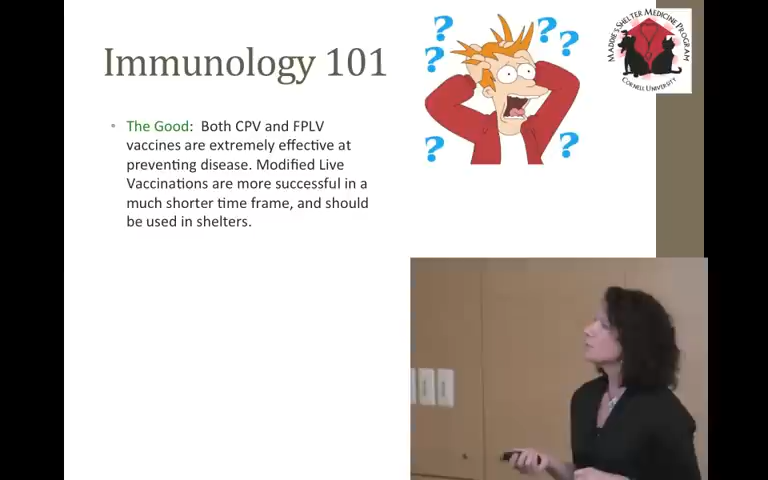 Immunology 101
• The Good:  Both CPV and FPLV
vaccines are extremely effective at
preventing disease. Modified Live
Vaccinations are more successful in a
much shorter time frame, and should
be used in shelters.
? ? ?
? ?
? ?
MADDIE'S SHELTER MEDICINE PROGRAM
CORNELL UNIVERSITY